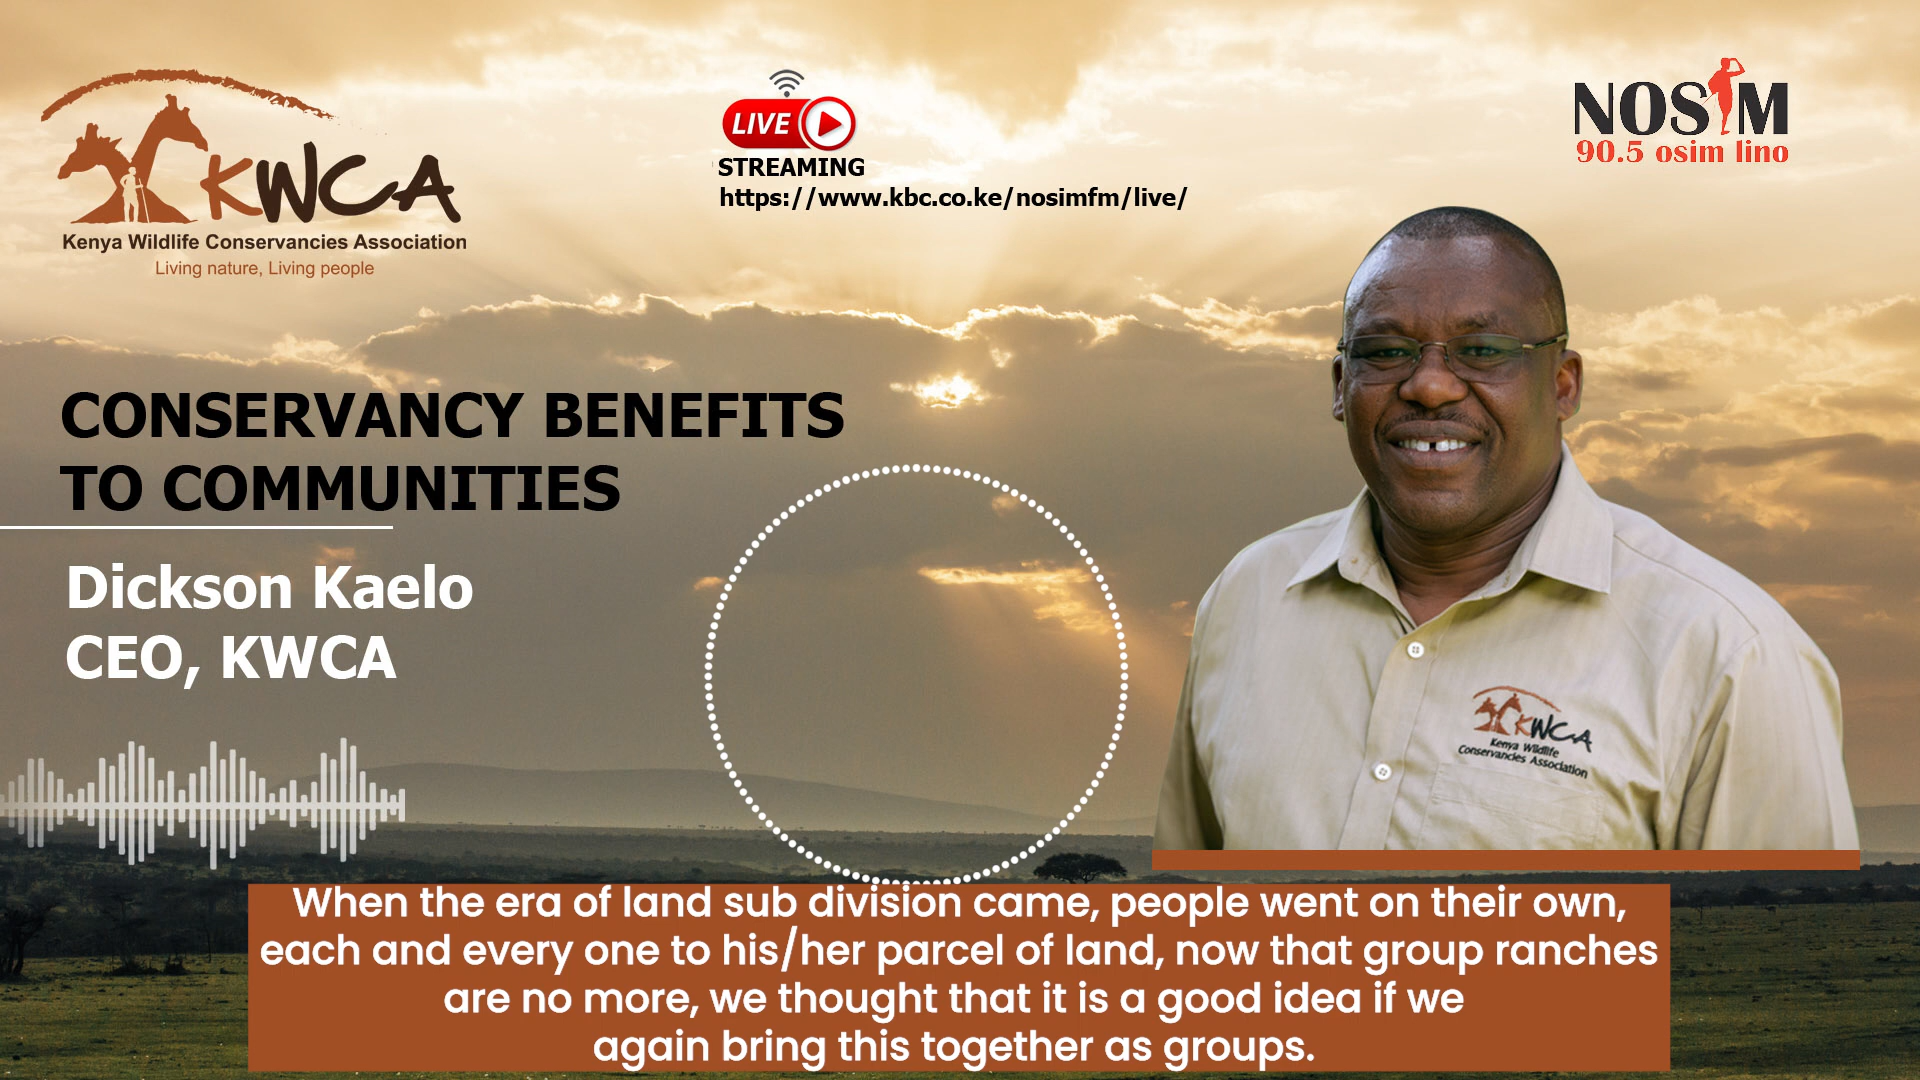 KWCA
Kenya Wildlife Conservancies Association
Living nature, Living people
LIVE
STREAMING
https://www.kbc.co.ke/nosimfm/live/
NOSIM
90.5 osim lino
CONSERVANCY BENEFITS
TO COMMUNITIES
Dickson Kaelo
CEO, KWCA
KWCA
Kenya Wildlife
Conservancies Association
When the era of land sub division came, people went on their own,
each and every one to his/her parcel of land, now that group ranches
are no more, we thought that it is a good idea if we
again bring this together as groups.